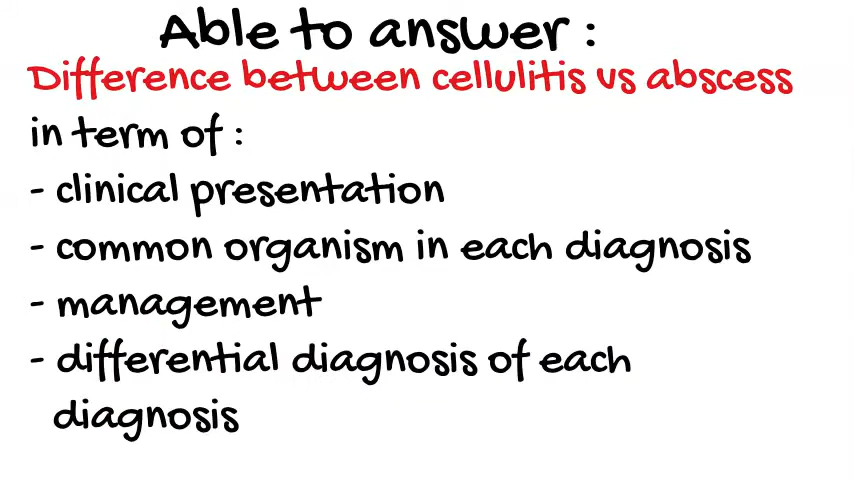 Able to answer :
Difference between cellulitis vs abscess
in term of :
- clinical presentation
- common organism in each diagnosis
- management
- differential diagnosis of each
diagnosis